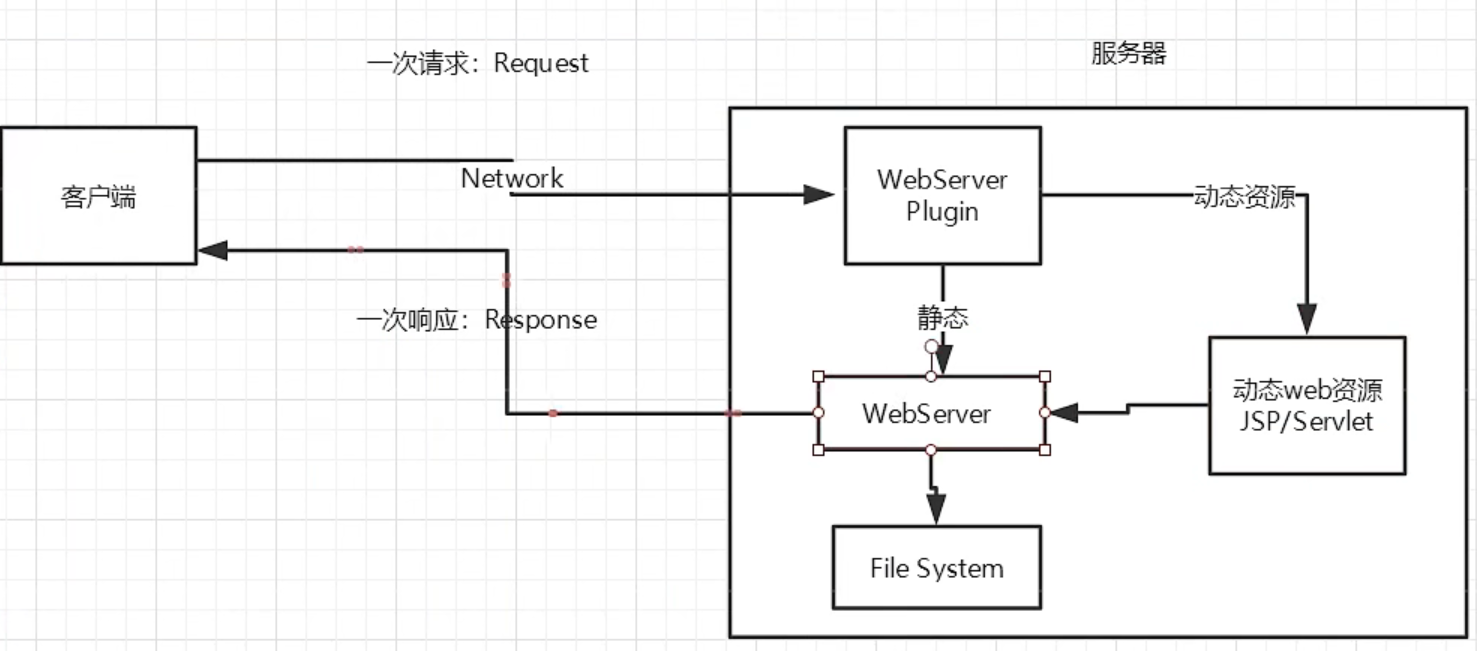 服务器
一次请求：Request
Network
客户端
WebServer
Plugin
动态资源
一次响应：Response
静态
WebServer
动态web资源
JSP/Servlet
File System